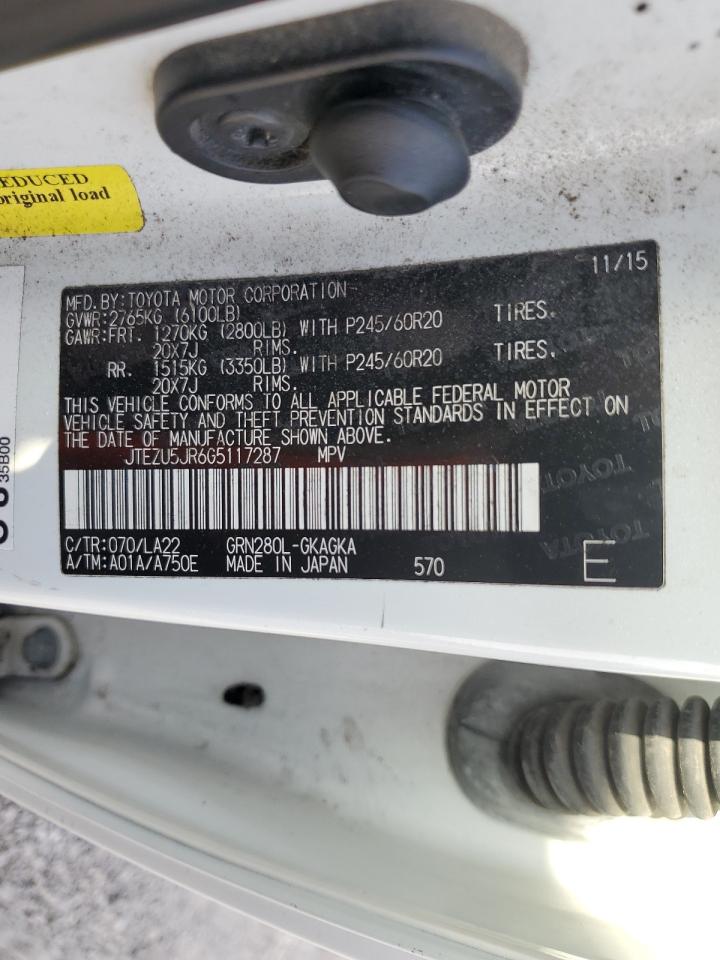 EDUCED
original load
11/15
MFD. BY: TOYOTA MOTOR CORPORATION
GVWR: 2765KG (6100LB)
GAWR: FRT. 1270KG (2800LB) WITH P245/60R20 TIRES.
20X7J RIMS.
RR. 1515KG (3350LB) WITH P245/60R20 TIRES.
20X7J RIMS.
THIS VEHICLE CONFORMS TO ALL APPLICABLE FEDERAL MOTOR
VEHICLE SAFETY AND THEFT PREVENTION STANDARDS IN EFFECT ON
THE DATE OF MANUFACTURE SHOWN ABOVE.
JTEZU5JR6G5117287 MPV
C/TR: 070/LA22 GRN280L-GKAGKA
A/TM: A01A/A750E MADE IN JAPAN 570 E
35B00
TOYOTA